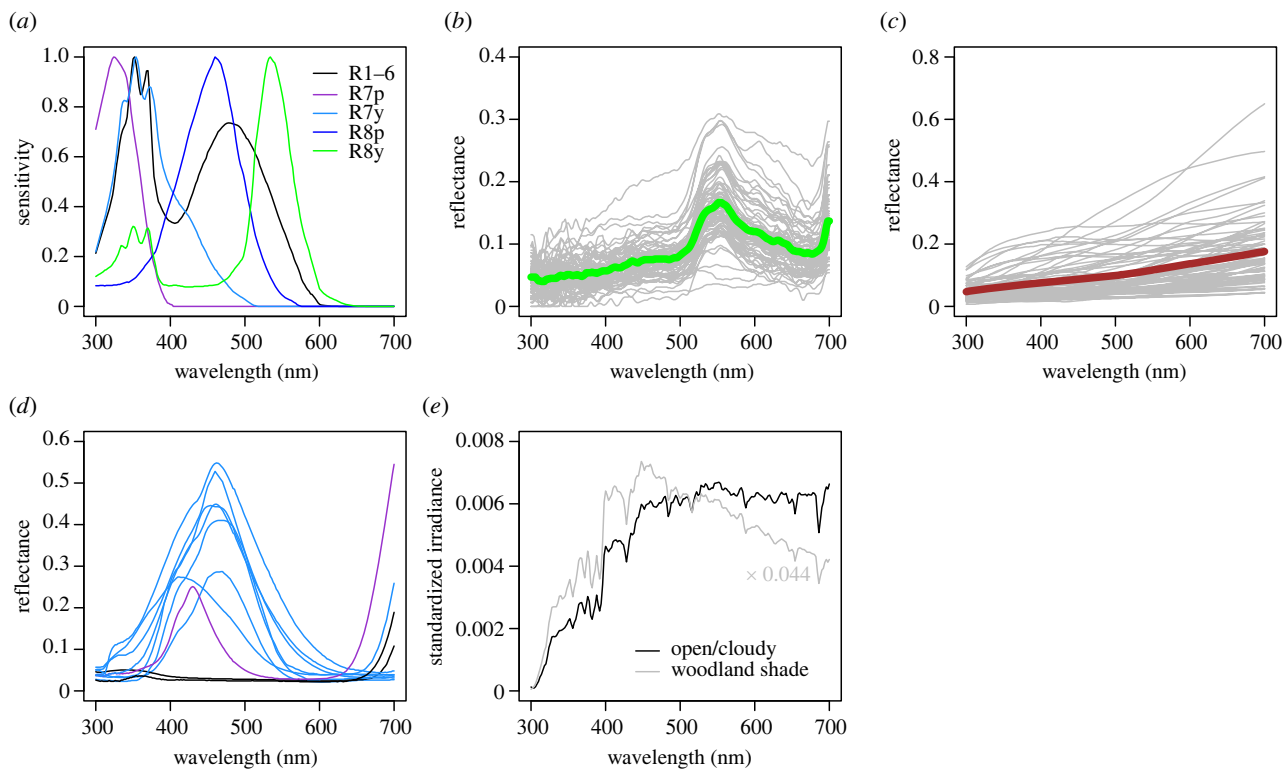 (a)
1.0
0.8
0.6
0.4
0.2
0
sensitivity
300 400 500 600 700
wavelength (nm)
R1–6
R7p
R7y
R8p
R8y
(b)
0.4
0.3
0.2
0.1
0
reflectance
300 400 500 600 700
wavelength (nm)
(c)
0.8
0.6
0.4
0.2
0
reflectance
300 400 500 600 700
wavelength (nm)
(d)
0.6
0.5
0.4
0.3
0.2
0.1
0
reflectance
300 400 500 600 700
wavelength (nm)
(e)
0.008
0.006
0.004
0.002
0
standardized irradiance
× 0.044
open/cloudy
woodland shade
300 400 500 600 700
wavelength (nm)